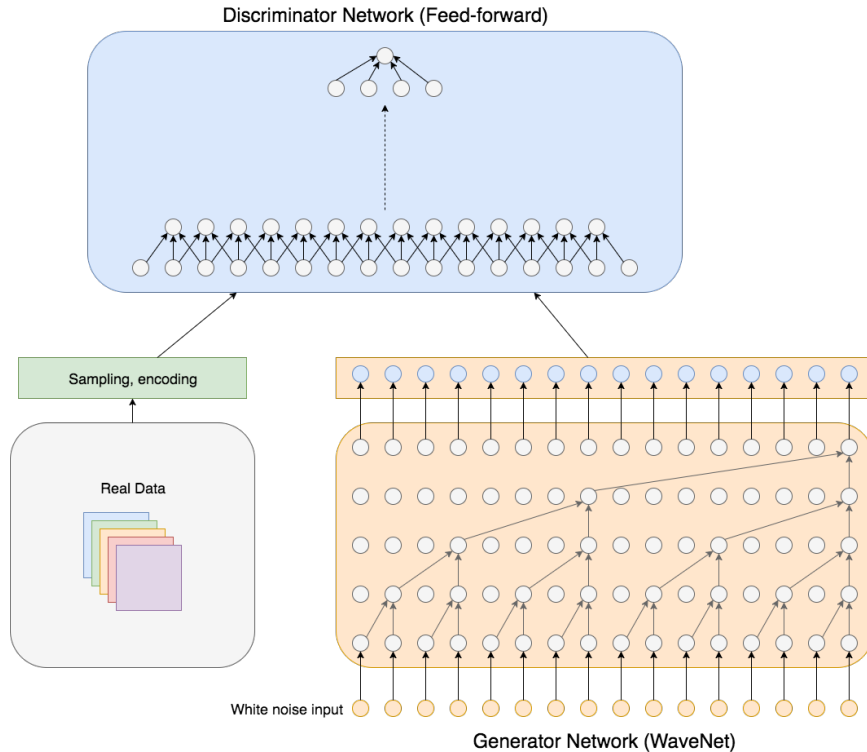 Discriminator Network (Feed-forward)
Sampling, encoding
Real Data
White noise input
Generator Network (WaveNet)